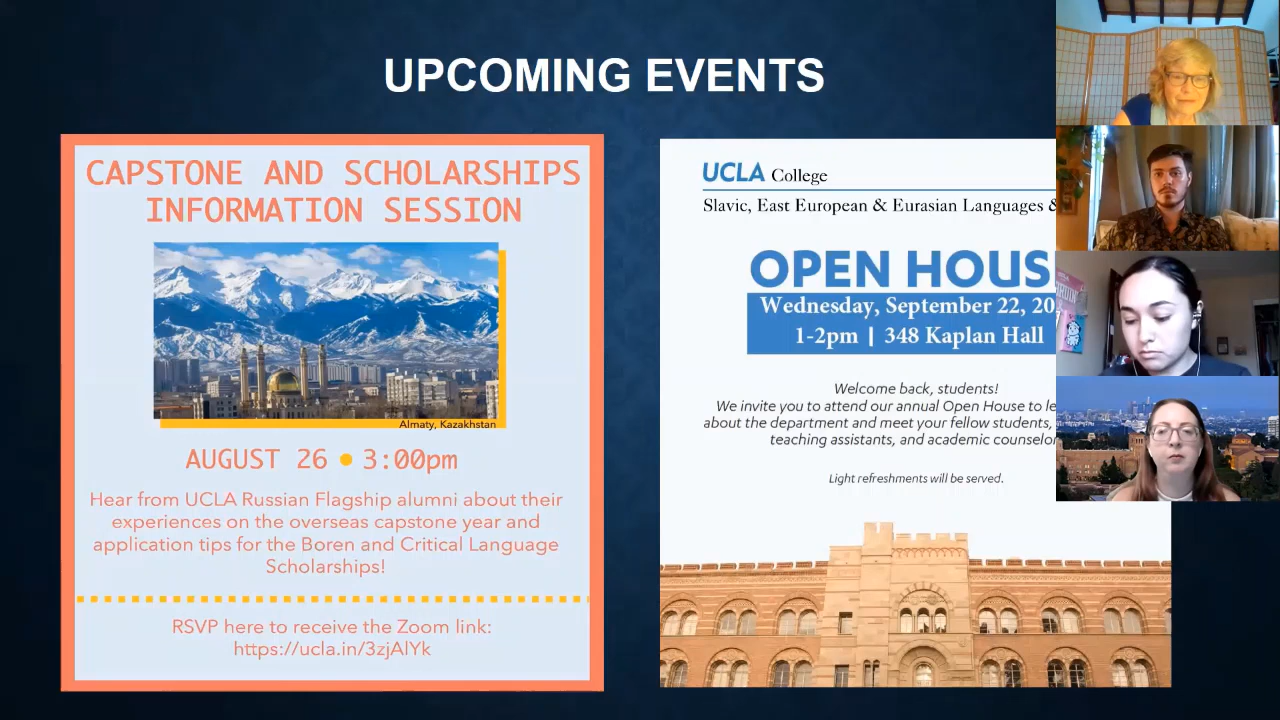 UPCOMING EVENTS
CAPSTONE AND SCHOLARSHIPS
INFORMATION SESSION
Almaty, Kazakhstan
AUGUST 26 ● 3:00pm
Hear from UCLA Russian Flagship alumni about their
experiences on the overseas capstone year and
application tips for the Boren and Critical Language
Scholarships!
RSVP here to receive the Zoom link:
https://ucla.in/3zjAlYk
UCLA College
Slavic, East European & Eurasian Languages &
OPEN HOUS
Wednesday, September 22, 20
1-2pm | 348 Kaplan Hall
Welcome back, students!
We invite you to attend our annual Open House to le
about the department and meet your fellow students,
teaching assistants, and academic counselor
Light refreshments will be served.